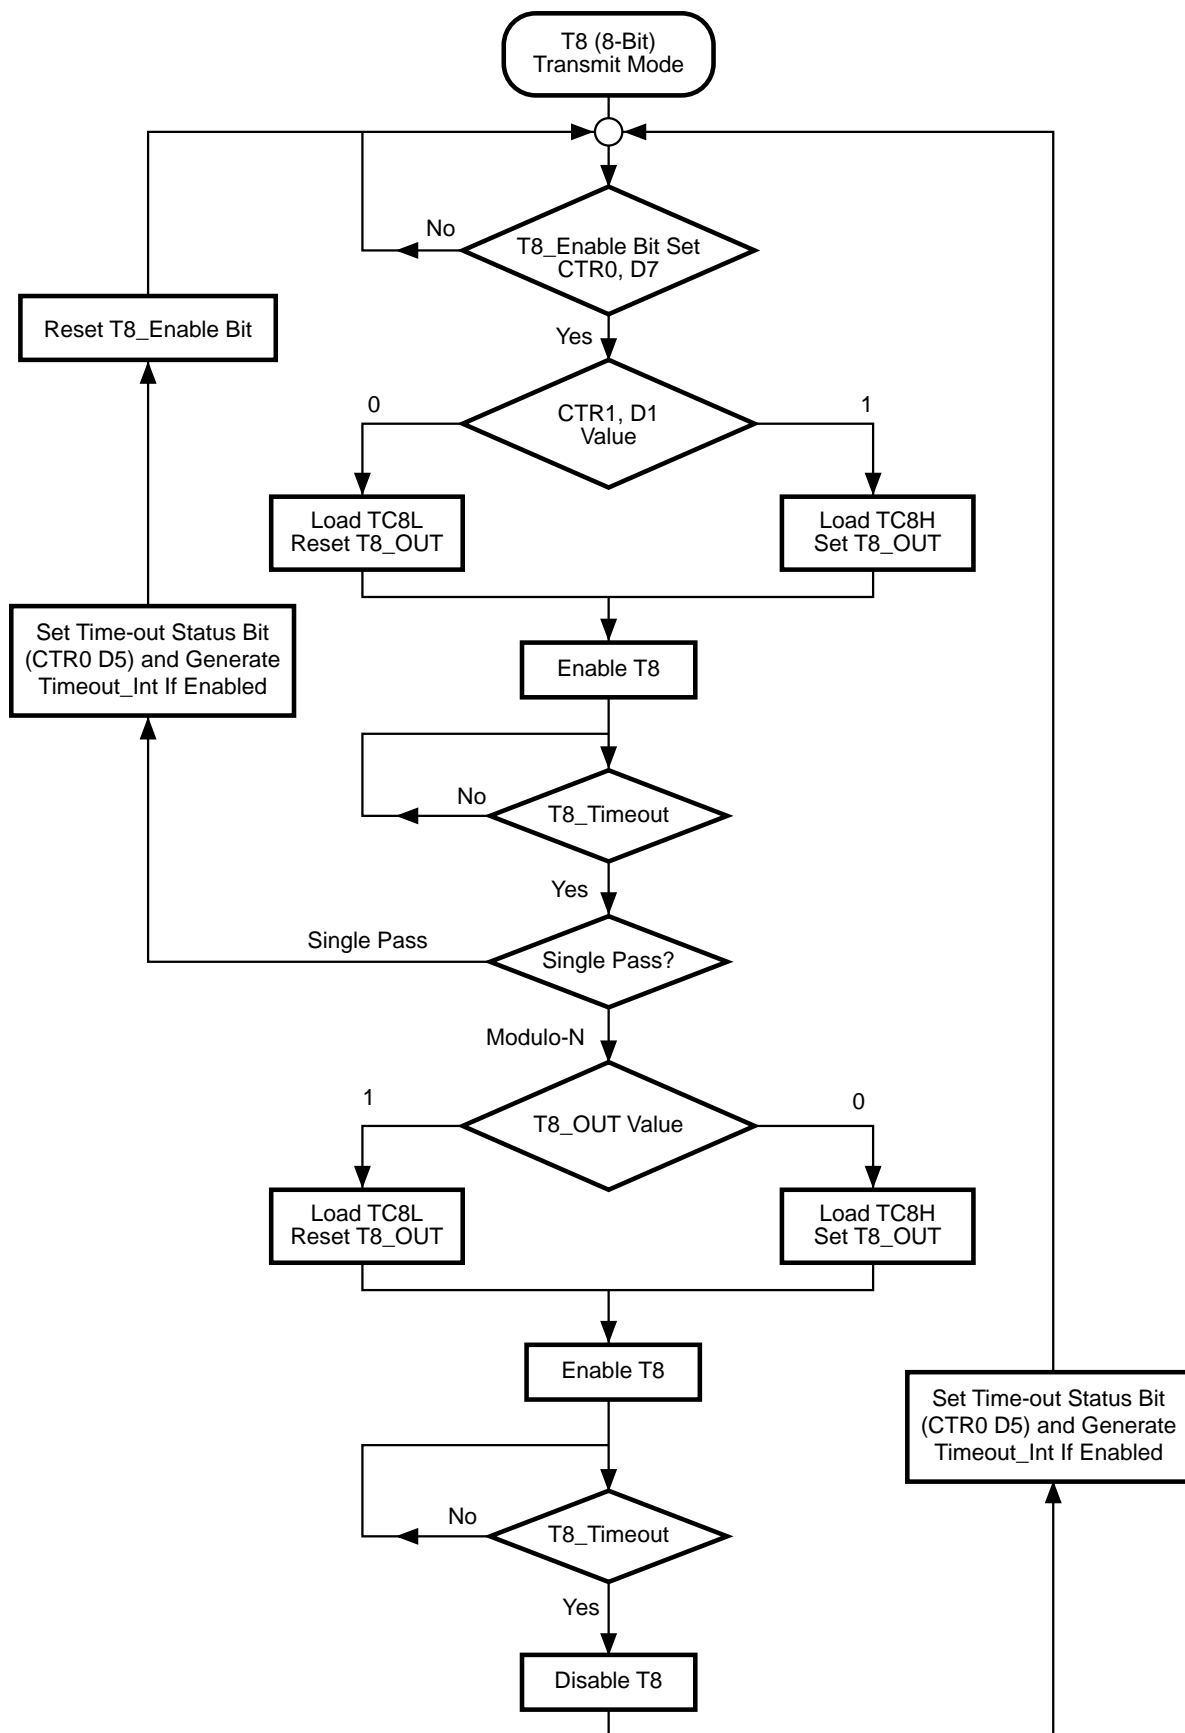 T8 (8-Bit)
Transmit Mode
No
T8_Enable Bit Set
CTR0, D7
Reset T8_Enable Bit
Yes
0
CTR1, D1
Value
1
Load TC8L
Reset T8_OUT
Load TC8H
Set T8_OUT
Set Time-out Status Bit
(CTR0 D5) and Generate
Timeout_Int If Enabled
Enable T8
No
T8_Timeout
Yes
Single Pass
Single Pass?
Modulo-N
1
T8_OUT Value
0
Load TC8L
Reset T8_OUT
Load TC8H
Set T8_OUT
Enable T8
Set Time-out Status Bit
(CTR0 D5) and Generate
Timeout_Int If Enabled
No
T8_Timeout
Yes
Disable T8